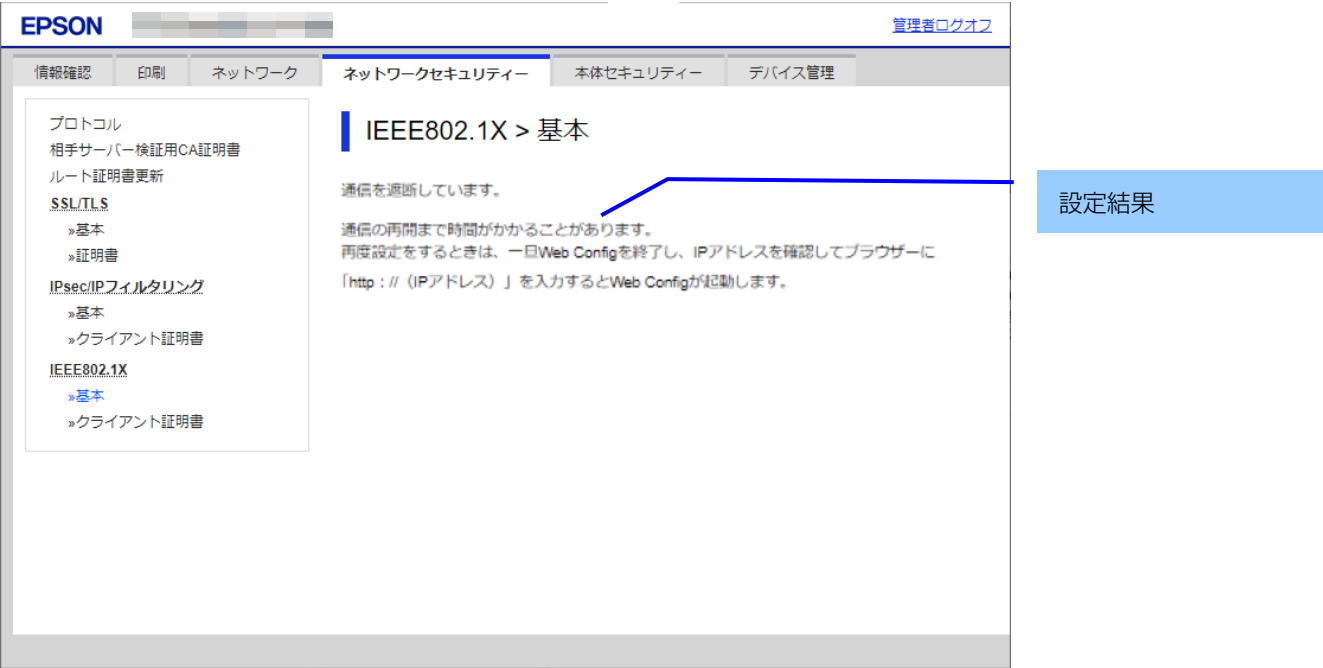 EPSON
管理者ログオフ
情報確認 印刷 ネットワーク ネットワークセキュリティー 本体セキュリティー デバイス管理
プロトコル
相手サーバー検証用CA証明書
ルート証明書更新
SSL/TLS
»基本
»証明書
IPsec/IPフィルタリング
»基本
»クライアント証明書
IEEE802.1X
»基本
»クライアント証明書
IEEE802.1X > 基本
通信を遮断しています。
通信の再開まで時間がかかることがあります。
再度設定をするときは、一旦Web Configを終了し、IPアドレスを確認してブラウザーに
「http：//（IPアドレス）」を入力するとWeb Configが起動します。
設定結果